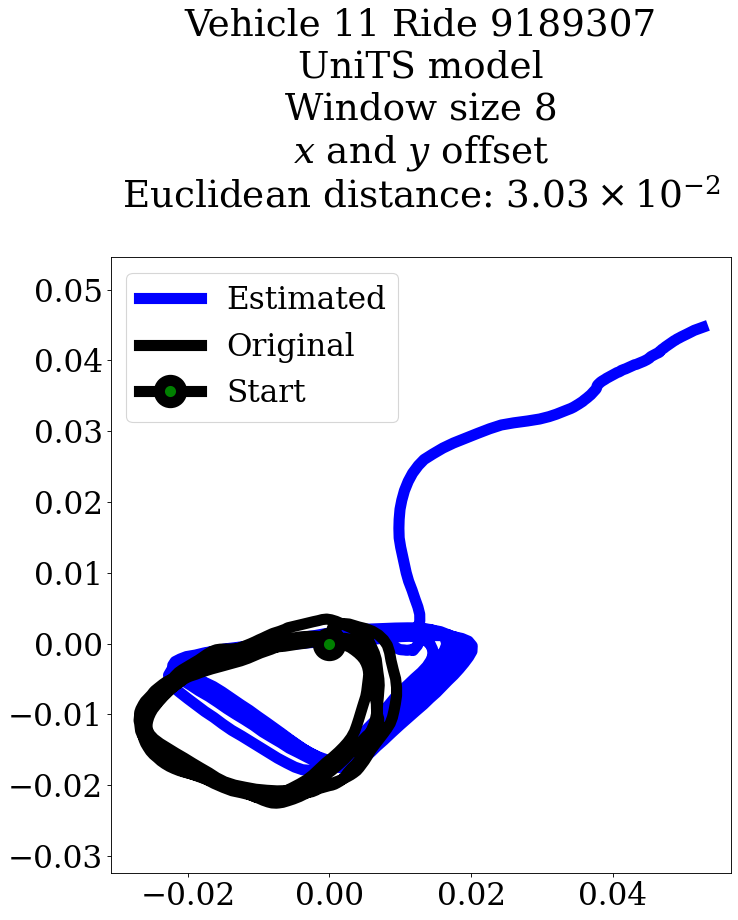 Vehicle 11 Ride 9189307
UniTS model
Window size 8
x and y offset
Euclidean distance: 3.03 × 10⁻²
Estimated
Original
Start
0.05
0.04
0.03
0.02
0.01
0.00
−0.01
−0.02
−0.03
−0.02 0.00 0.02 0.04